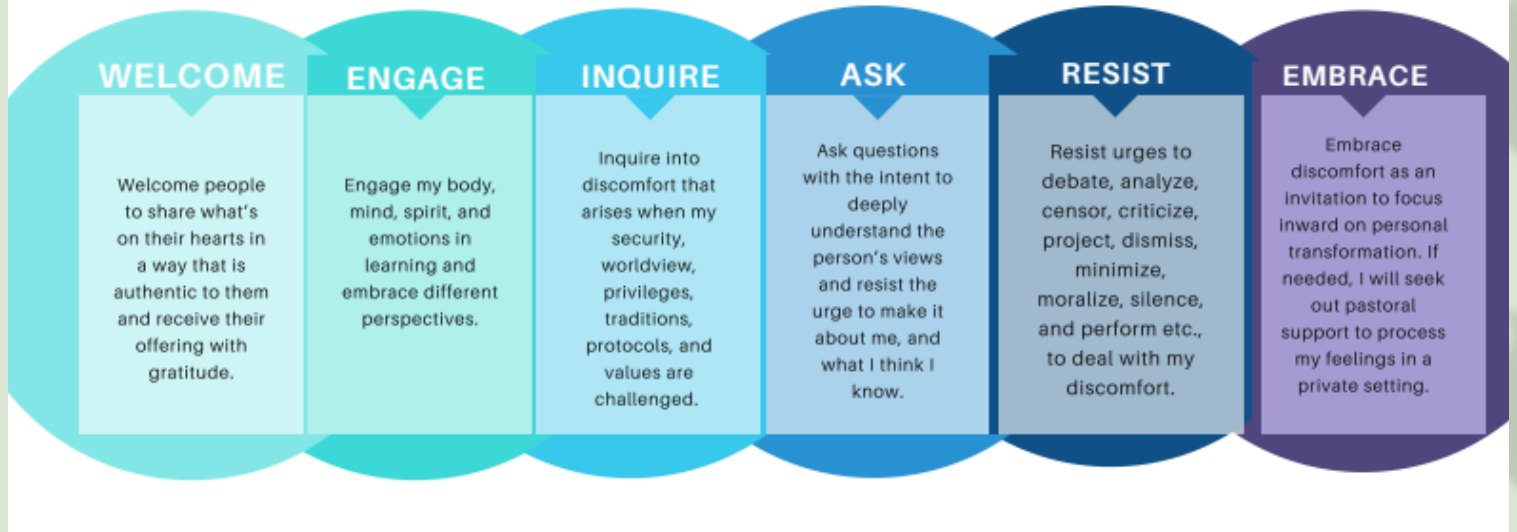 WELCOME
Welcome people
to share what's
on their hearts in
a way that is
authentic to them
and receive their
offering with
gratitude.
ENGAGE
Engage my body,
mind, spirit, and
emotions in
learning and
embrace different
perspectives.
INQUIRE
Inquire into
discomfort that
arises when my
security,
worldview,
privileges,
traditions,
protocols, and
values are
challenged.
ASK
Ask questions
with the intent to
deeply
understand the
person's views
and resist the
urge to make it
about me, and
what I think I
know.
RESIST
Resist urges to
debate, analyze,
censor, criticize,
project, dismiss,
minimize,
moralize, silence,
and perform etc.,
to deal with my
discomfort.
EMBRACE
Embrace
discomfort as an
invitation to focus
inward on personal
transformation. If
needed, I will seek
out pastoral
support to process
my feelings in a
private setting.